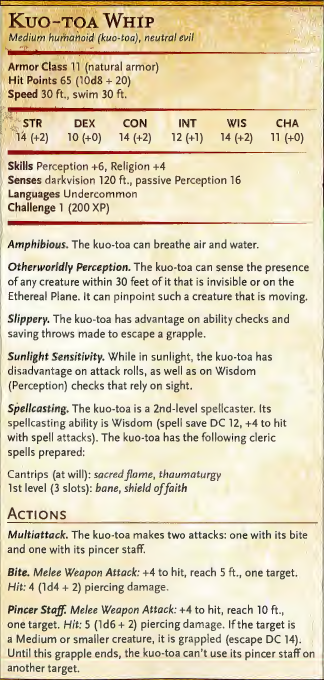 KUO-TOA WHIP
Medium humanoid (kuo-toa), neutral evil
Armor Class 11 (natural armor)
Hit Points 65 (10d8 + 20)
Speed 30 ft., swim 30 ft.
STR DEX CON INT WIS CHA
14 (+2) 10 (+0) 14 (+2) 12 (+1) 14 (+2) 11 (+0)
Skills Perception +6, Religion +4
Senses darkvision 120 ft., passive Perception 16
Languages Undercommon
Challenge 1 (200 XP)
Amphibious. The kuo-toa can breathe air and water.
Otherworldly Perception. The kuo-toa can sense the presence
of any creature within 30 feet of it that is invisible or on the
Ethereal Plane. It can pinpoint such a creature that is moving.
Slippery. The kuo-toa has advantage on ability checks and
saving throws made to escape a grapple.
Sunlight Sensitivity. While in sunlight, the kuo-toa has
disadvantage on attack rolls, as well as on Wisdom
(Perception) checks that rely on sight.
Spellcasting. The kuo-toa is a 2nd-level spellcaster. Its
spellcasting ability is Wisdom (spell save DC 12, +4 to hit
with spell attacks). The kuo-toa has the following cleric
spells prepared:
Cantrips (at will): sacred flame, thaumaturgy
1st level (3 slots): bane, shield of faith
ACTIONS
Multiattack. The kuo-toa makes two attacks: one with its bite
and one with its pincer staff.
Bite. Melee Weapon Attack: +4 to hit, reach 5 ft., one target.
Hit: 4 (1d4 + 2) piercing damage.
Pincer Staff. Melee Weapon Attack: +4 to hit, reach 10 ft.,
one target. Hit: 5 (1d6 + 2) piercing damage. If the target is
a Medium or smaller creature, it is grappled (escape DC 14).
Until this grapple ends, the kuo-toa can't use its pincer staff on
another target.